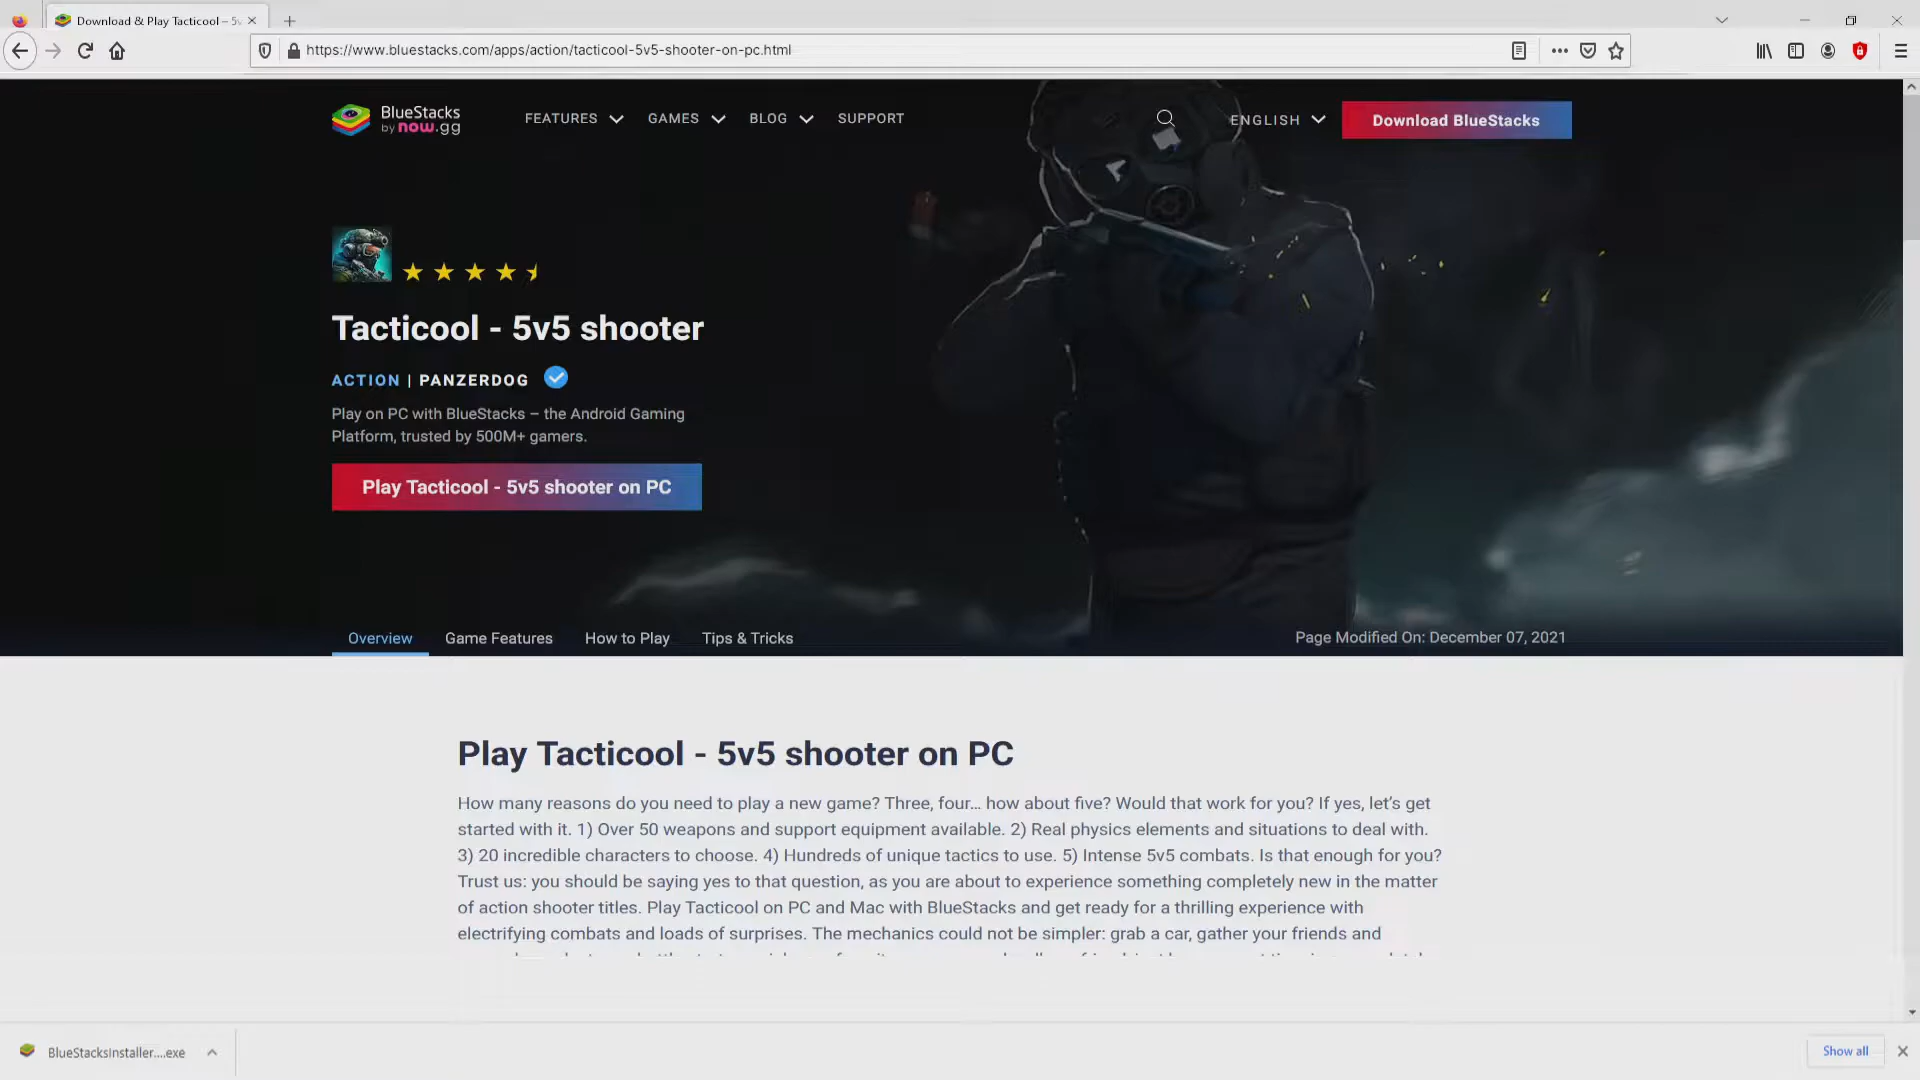 Download & Play Tacticool – 5v
https://www.bluestacks.com/apps/action/tacticool-5v5-shooter-on-pc.html
BlueStacks
by now.gg
FEATURES
GAMES
BLOG
SUPPORT
ENGLISH
Download BlueStacks
Tacticool - 5v5 shooter
ACTION | PANZERDOG
Play on PC with BlueStacks – the Android Gaming
Platform, trusted by 500M+ gamers.
Play Tacticool - 5v5 shooter on PC
Overview
Game Features
How to Play
Tips & Tricks
Page Modified On: December 07, 2021
Play Tacticool - 5v5 shooter on PC
How many reasons do you need to play a new game? Three, four… how about five? Would that work for you? If yes, let’s get
started with it. 1) Over 50 weapons and support equipment available. 2) Real physics elements and situations to deal with.
3) 20 incredible characters to choose. 4) Hundreds of unique tactics to use. 5) Intense 5v5 combats. Is that enough for you?
Trust us: you should be saying yes to that question, as you are about to experience something completely new in the matter
of action shooter titles. Play Tacticool on PC and Mac with BlueStacks and get ready for a thrilling experience with
electrifying combats and loads of surprises. The mechanics could not be simpler: grab a car, gather your friends and
BlueStacksInstaller....exe
Show all